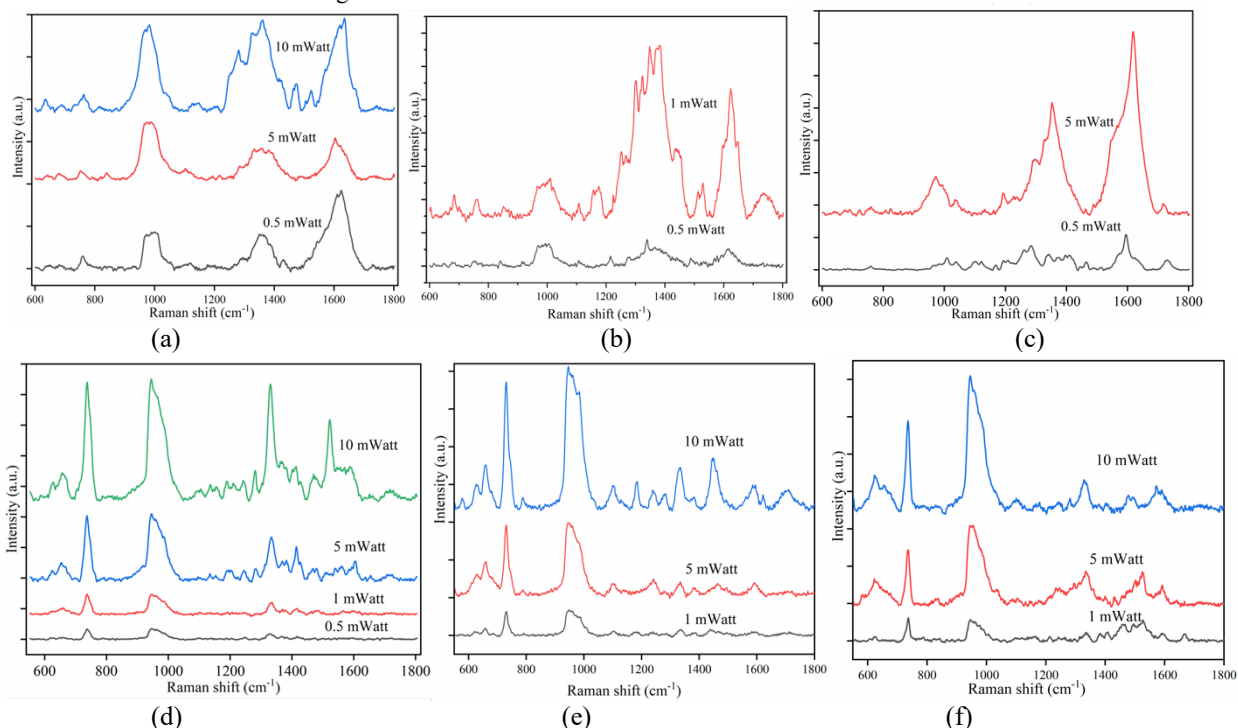 10 mWatt
5 mWatt
0.5 mWatt
Intensity (a.u.)
600 800 1000 1200 1400 1600 1800
Raman shift (cm-1)
(a)
1 mWatt
0.5 mWatt
Intensity (a.u.)
600 800 1000 1200 1400 1600 1800
Raman shift (cm-1)
(b)
5 mWatt
0.5 mWatt
Intensity (a.u.)
600 800 1000 1200 1400 1600 1800
Raman shift (cm-1)
(c)
10 mWatt
5 mWatt
1 mWatt
0.5 mWatt
Intensity (a.u.)
600 800 1000 1200 1400 1600 1800
Raman shift (cm-1)
(d)
10 mWatt
5 mWatt
1 mWatt
Intensity (a.u.)
600 800 1000 1200 1400 1600 1800
Raman shift (cm-1)
(e)
10 mWatt
5 mWatt
1 mWatt
Intensity (a.u.)
600 800 1000 1200 1400 1600 1800
Raman shift (cm-1)
(f)